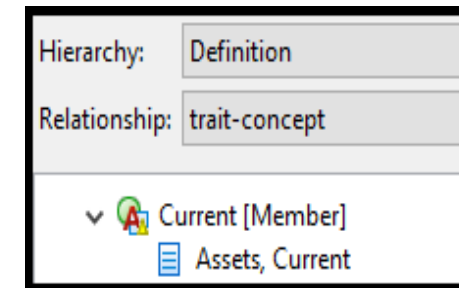 Hierarchy: Definition
Relationship: trait-concept
Current [Member]
Assets, Current